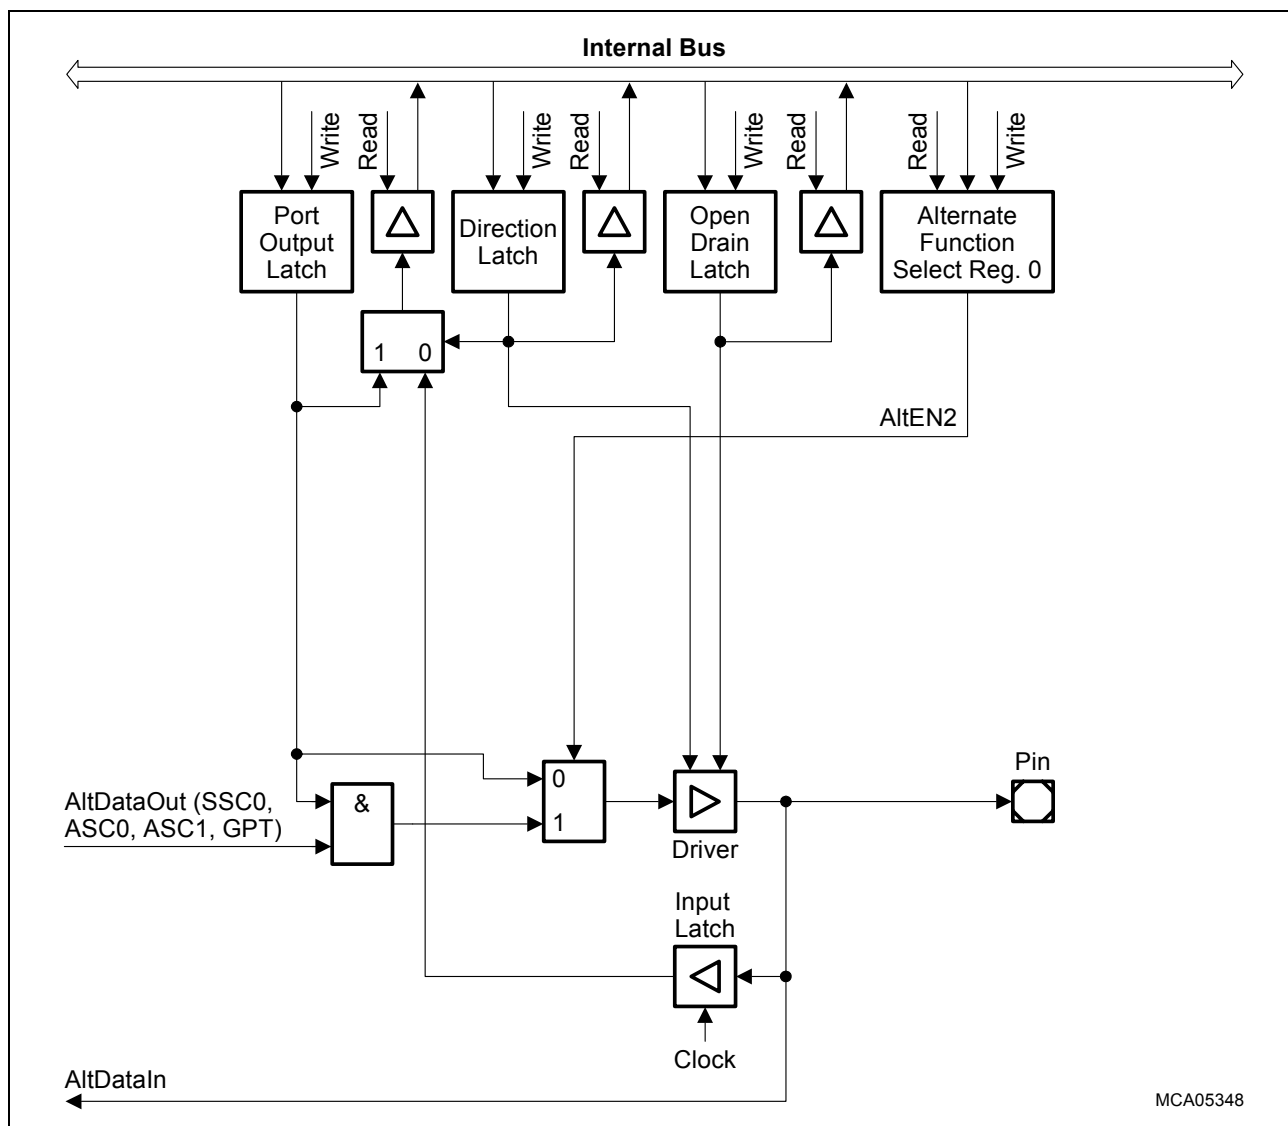 Internal Bus
Write
Read
Write
Read
Write
Read
Read
Write
Port
Output
Latch
Direction
Latch
Open
Drain
Latch
Alternate
Function
Select Reg. 0
1 0
AltEN2
AltDataOut (SSC0,
ASC0, ASC1, GPT)
&
0
1
Driver
Pin
Input
Latch
Clock
AltDataIn
MCA05348